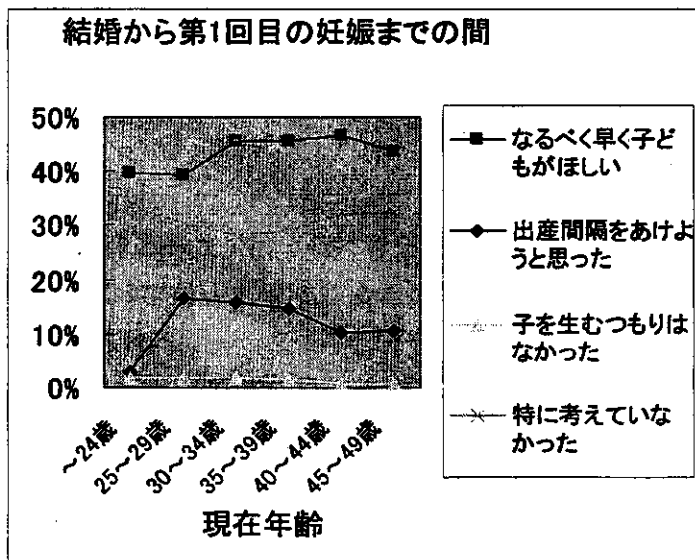 結婚から第1回目の妊娠までの間
50%
40%
30%
20%
10%
0%
～24歳
25～29歳
30～34歳
35～39歳
40～44歳
45～49歳
現在年齢
なるべく早く子ど
もがほしい
出産間隔をあけよ
うと思った
子を生むつもりは
なかった
特に考えていな
かった